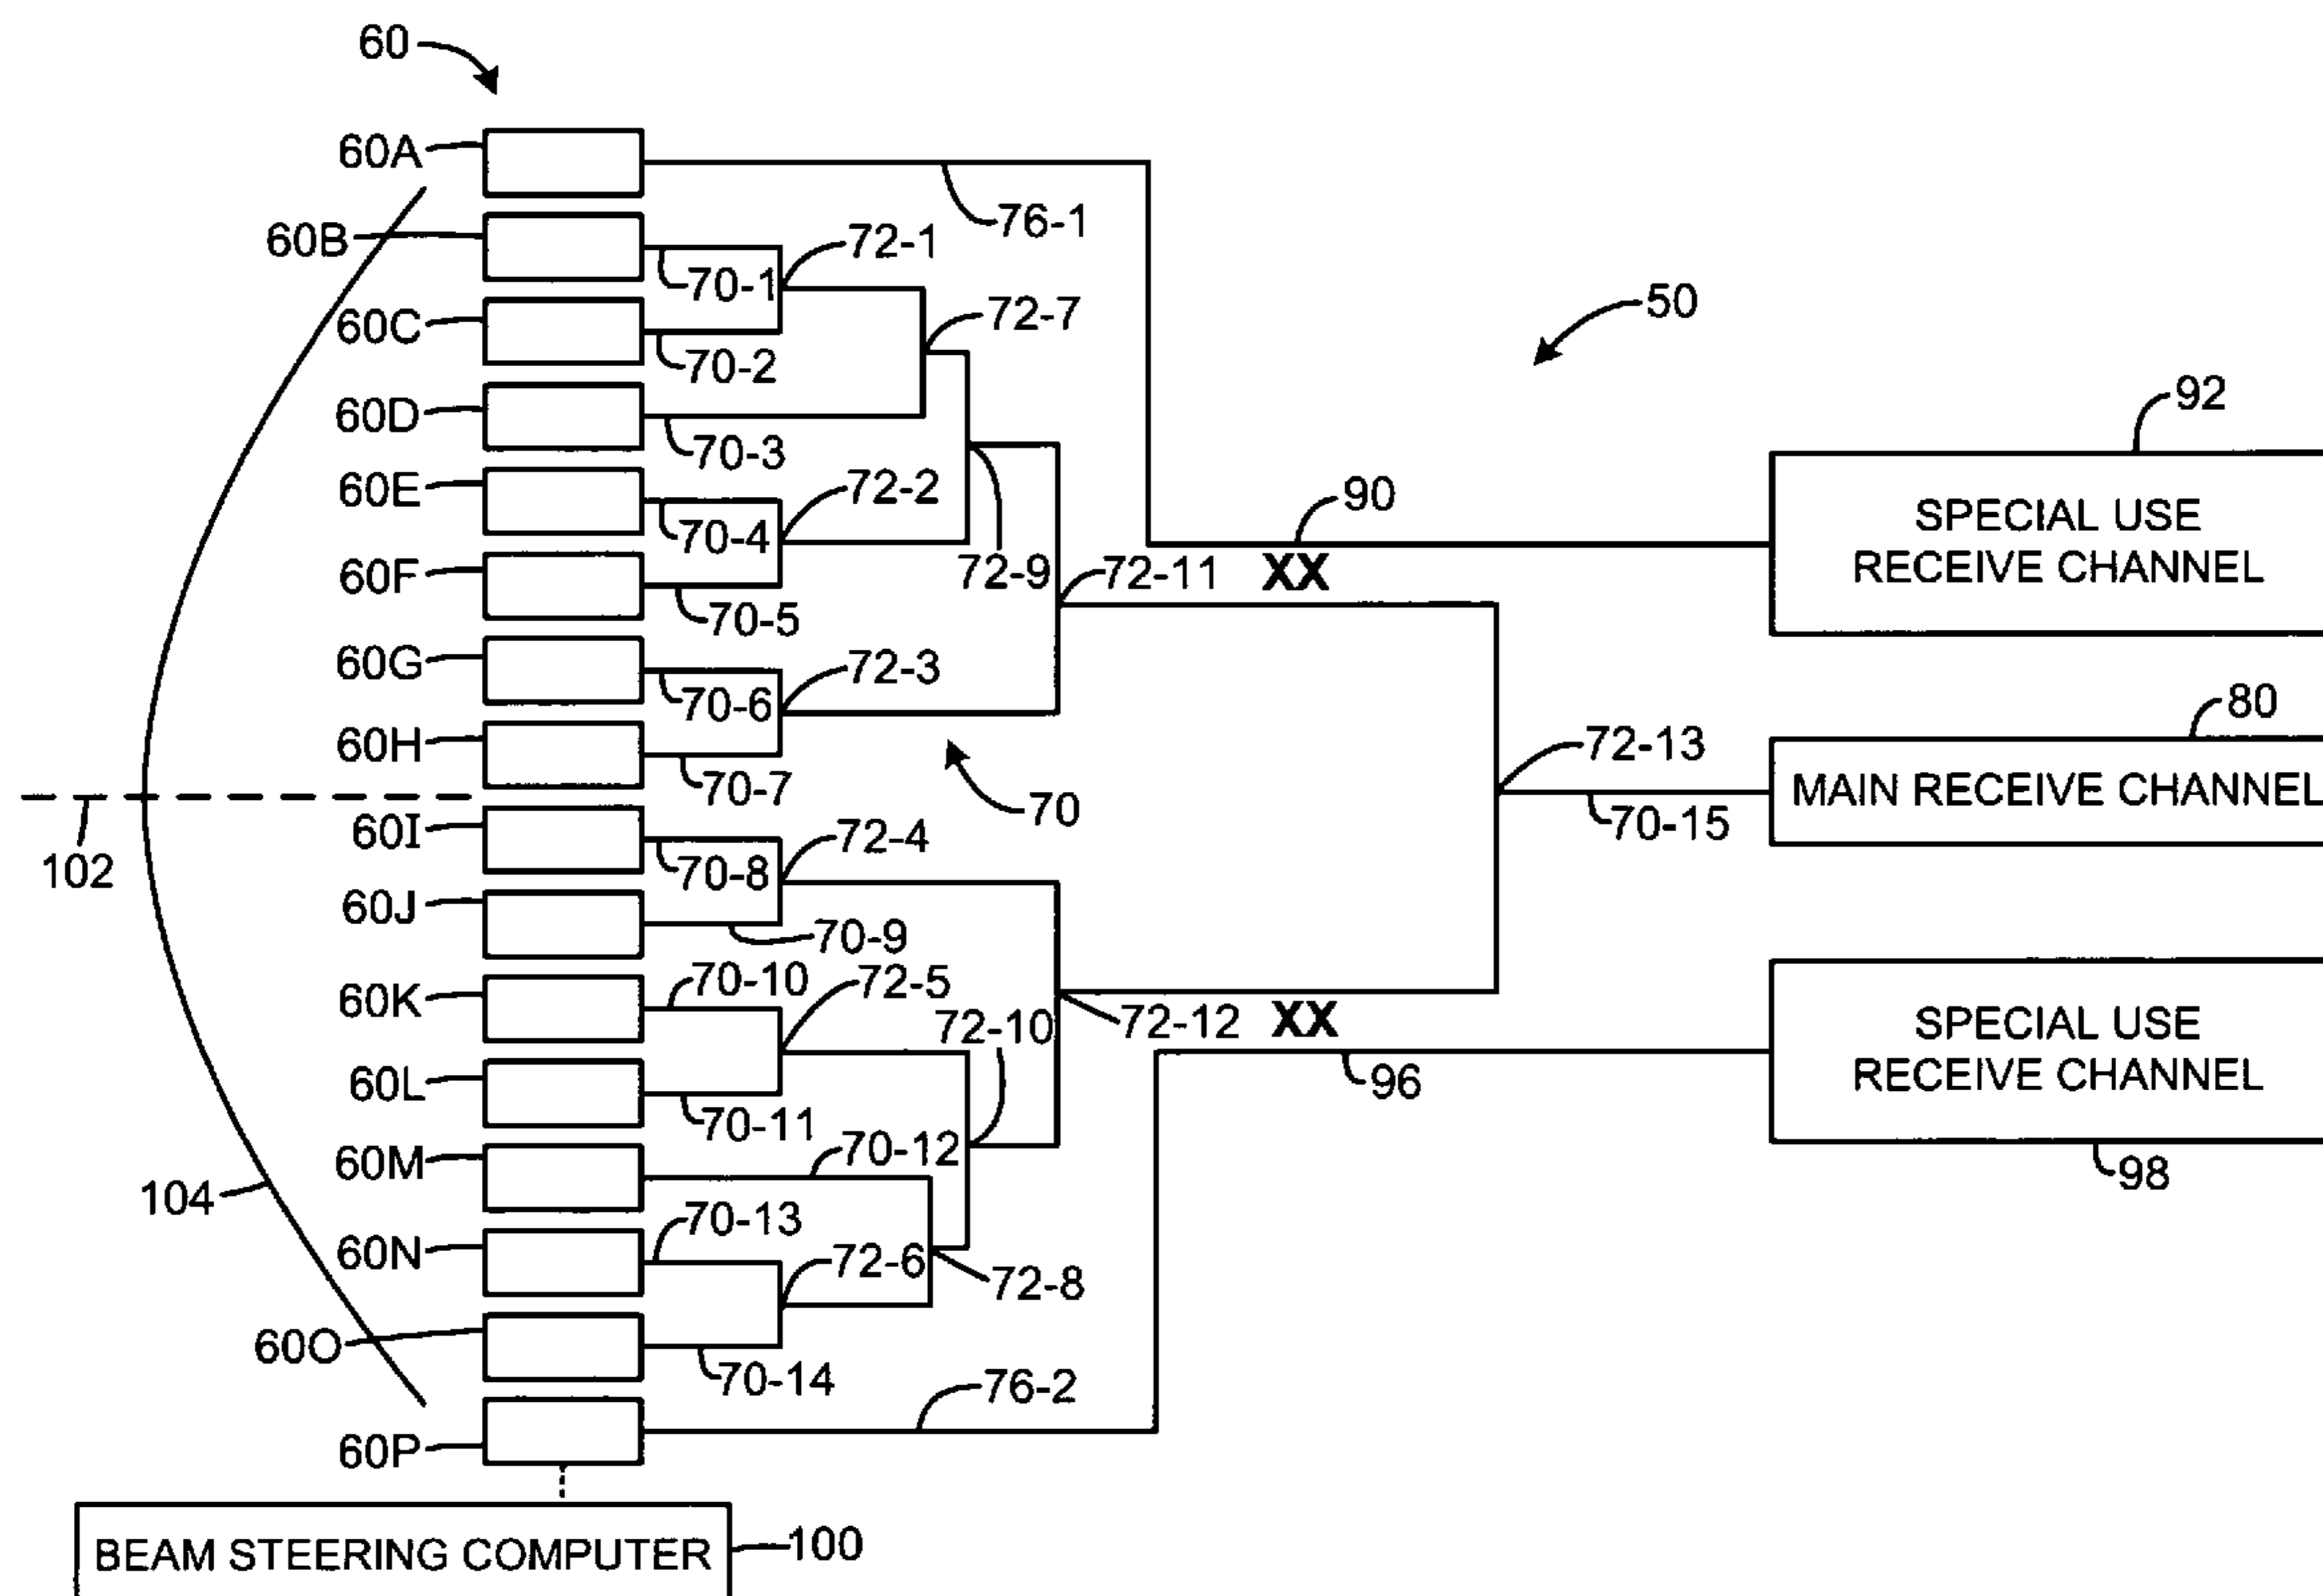 60
60A
76-1
60B
72-1
70-1
72-7
50
60C
70-2
92
60D
70-3
60E
72-2
90
SPECIAL USE
RECEIVE CHANNEL
70-4
72-9
72-11
XX
60F
70-5
60G
72-3
70-6
80
60H
72-13
70-7
70
MAIN RECEIVE CHANNEL
70-15
102
60I
72-4
70-8
60J
70-9
70-10
72-5
60K
72-10
72-12
XX
SPECIAL USE
RECEIVE CHANNEL
60L
96
70-11
70-12
60M
98
104
70-13
60N
72-6
72-8
60O
70-14
76-2
60P
BEAM STEERING COMPUTER
100